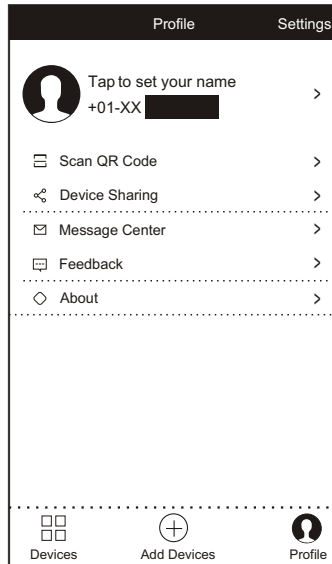 Profile Settings
Tap to set your name
+01-XX
Scan QR Code
Device Sharing
Message Center
Feedback
About
Devices Add Devices Profile